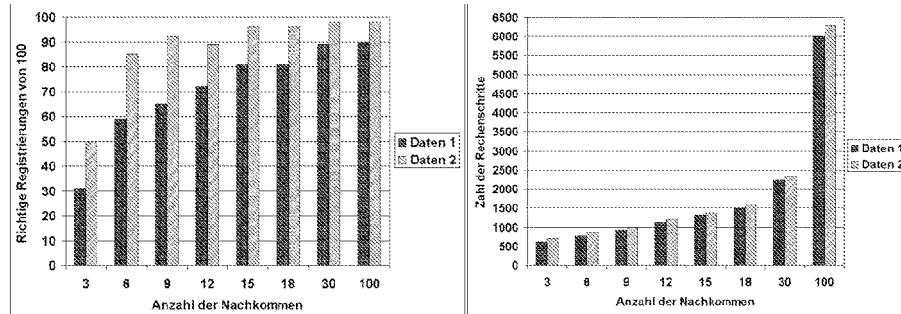 Richtige Registrierungen von 100
100
90
80
70
60
50
40
30
20
10
0
3 6 9 12 15 18 30 100
Anzahl der Nachkommen
Daten 1
Daten 2
Zahl der Rechenschritte
6500
6000
5500
5000
4500
4000
3500
3000
2500
2000
1500
1000
500
0
3 6 9 12 15 18 30 100
Anzahl der Nachkommen
Daten 1
Daten 2